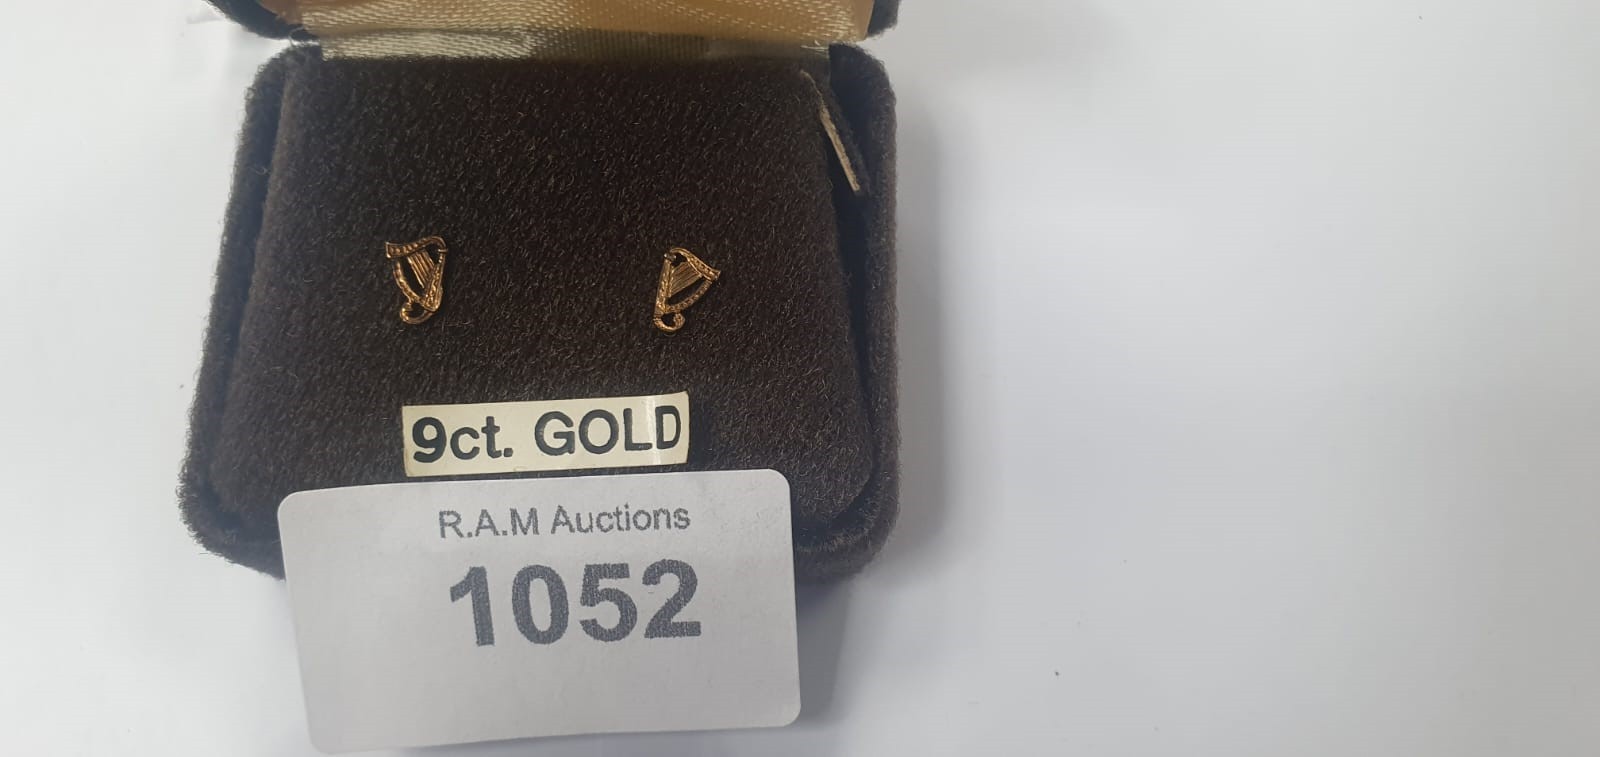 9ct. GOLD
R.A.M Auctions
1052